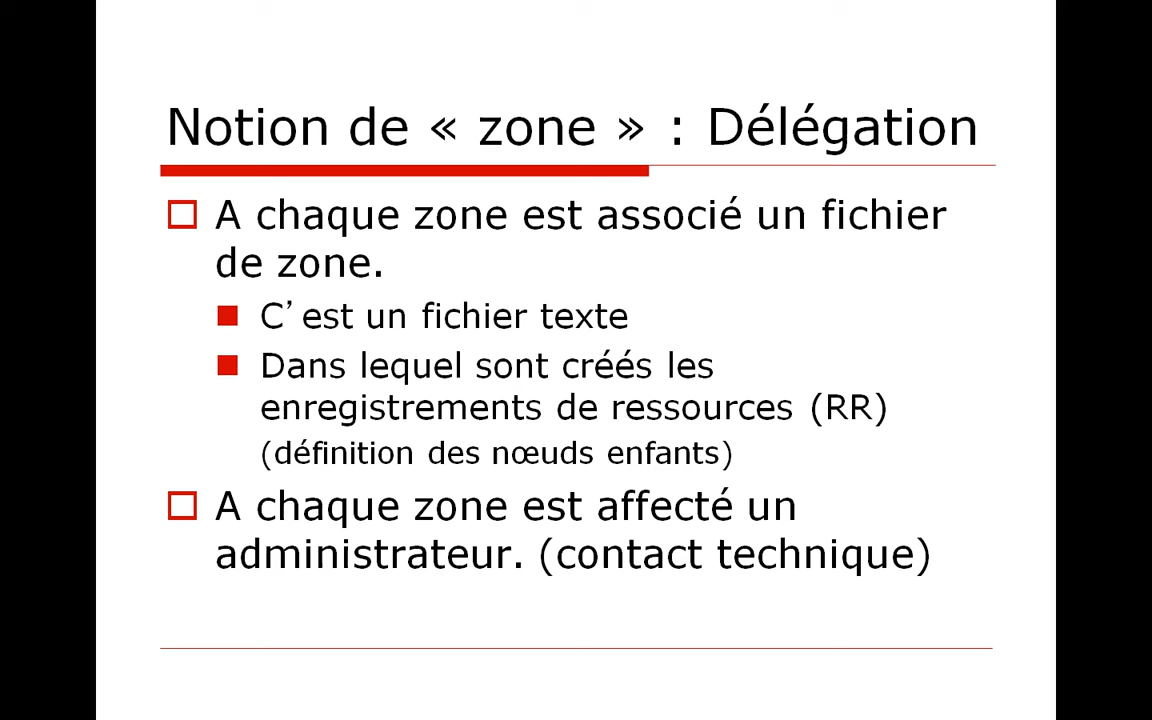 Notion de « zone » : Délégation
A chaque zone est associé un fichier
de zone.
C’est un fichier texte
Dans lequel sont créés les
enregistrements de ressources (RR)
(définition des nœuds enfants)
A chaque zone est affecté un
administrateur. (contact technique)